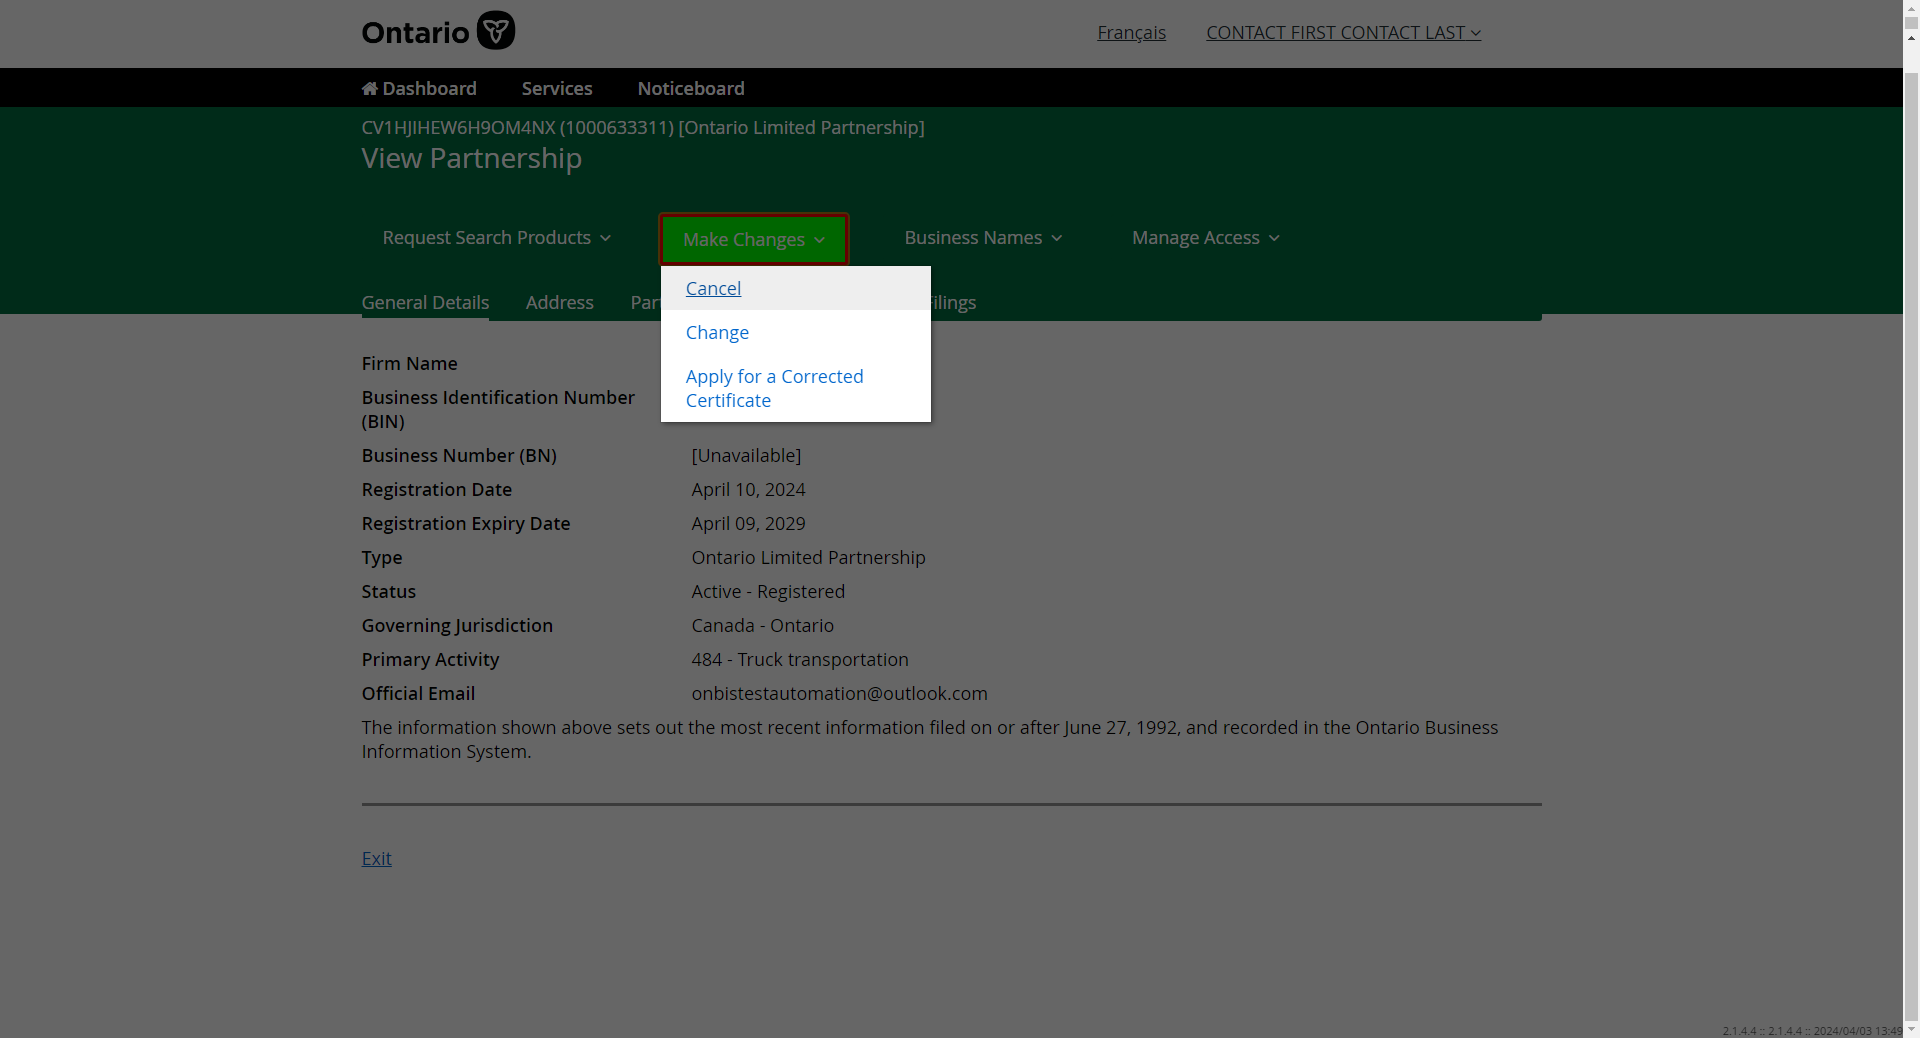 Ontario
Français CONTACT FIRST CONTACT LAST
Dashboard Services Noticeboard
CV1HJIHEW6H9OM4NX (1000633311) [Ontario Limited Partnership]
View Partnership
Request Search Products Make Changes Business Names Manage Access
Cancel
General Details Address Filings
Change
Firm Name
Apply for a Corrected
Certificate
Business Identification Number
(BIN)
Business Number (BN) [Unavailable]
Registration Date April 10, 2024
Registration Expiry Date April 09, 2029
Type Ontario Limited Partnership
Status Active - Registered
Governing Jurisdiction Canada - Ontario
Primary Activity 484 - Truck transportation
Official Email onbistestautomation@outlook.com
The information shown above sets out the most recent information filed on or after June 27, 1992, and recorded in the Ontario Business
Information System.
Exit
2.1.4.4 :: 2.1.4.4 :: 2024/04/03 13:49